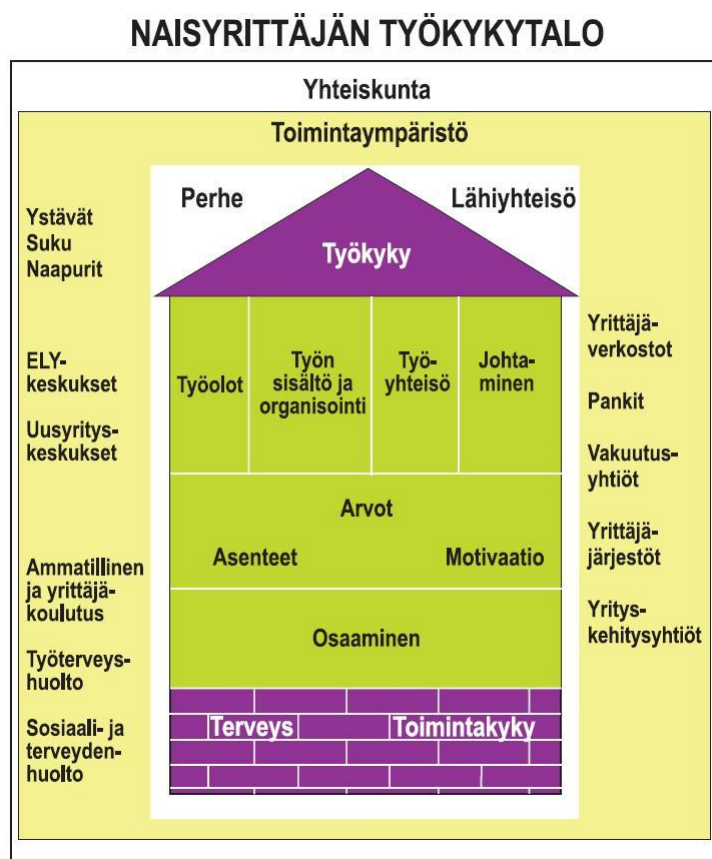 NAISYRITTÄJÄN TYÖKYKYTALO
Yhteiskunta
Toimintaympäristö
Perhe
Lähiyhteisö
Ystävät
Suku
Naapurit
Työkyky
ELY-
keskukset
Uusyritys-
keskukset
Työolot
Työn
sisältö ja
organisointi
Työ-
yhteisö
Johta-
minen
Yrittäjä-
verkostot
Pankit
Vakuutus-
yhtiöt
Yrittäjä-
järjestöt
Yritys-
kehitysyhtiöt
Arvot
Asenteet
Motivaatio
Ammatillinen
ja yrittäjä-
koulutus
Työterveys-
huolto
Sosiaali- ja
terveyden-
huolto
Osaaminen
Terveys
Toimintakyky